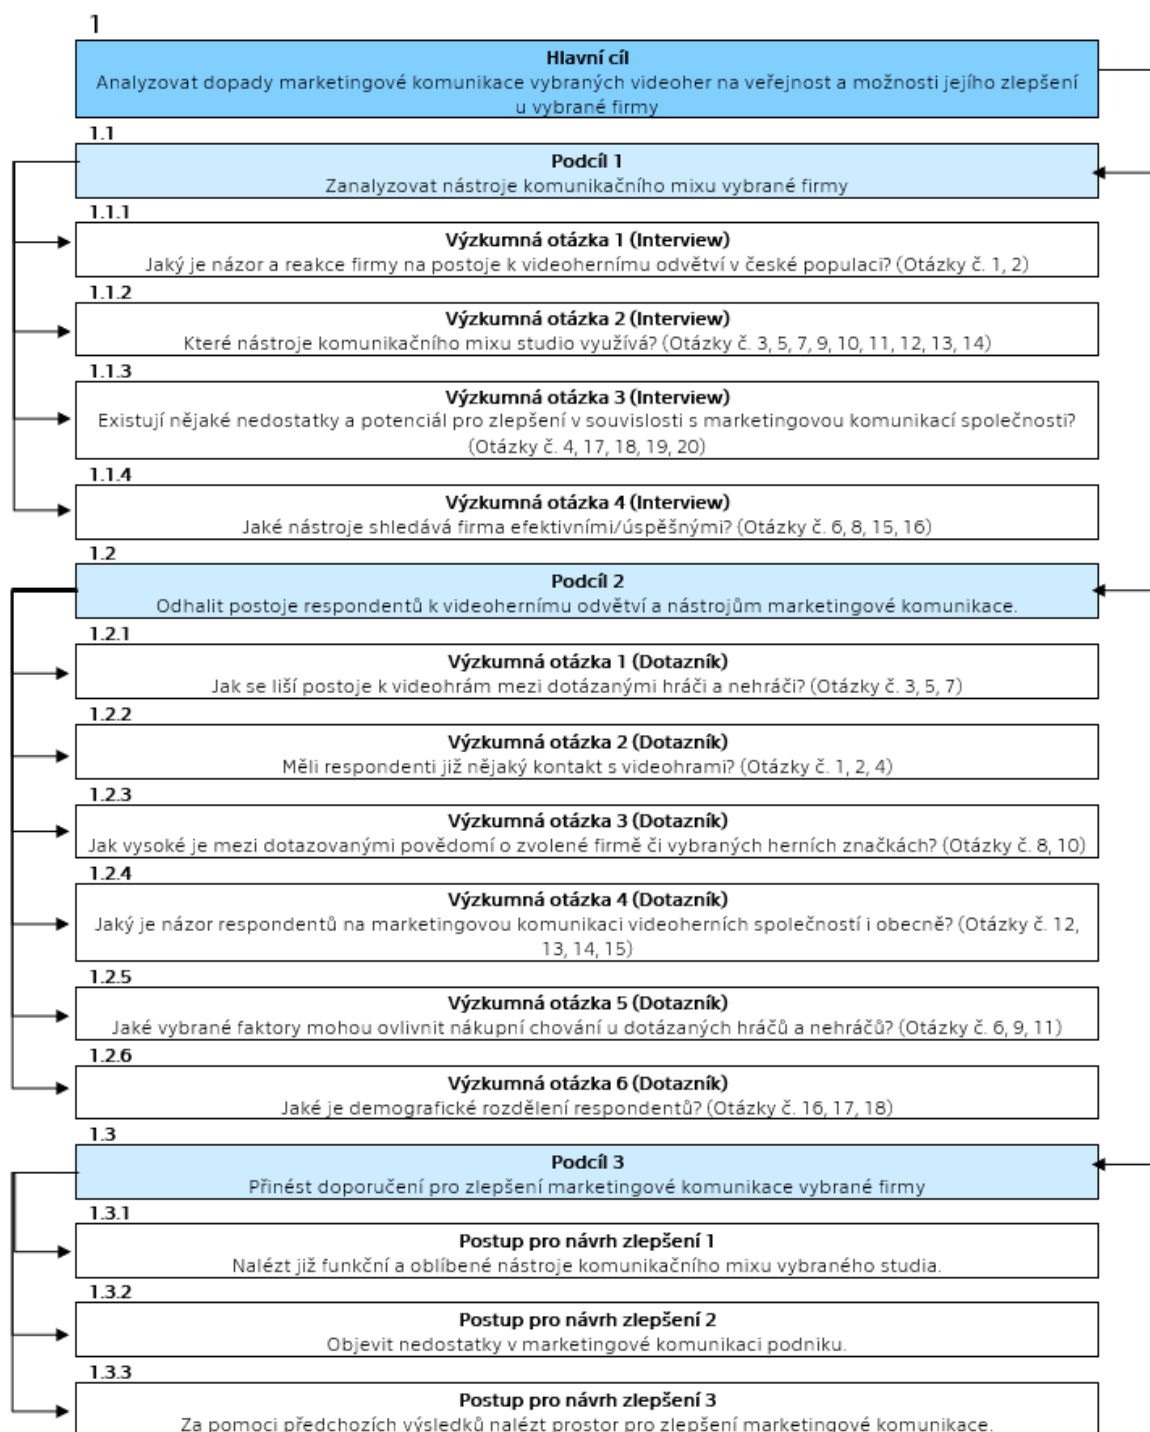 1
Hlavní cíl
Analyzovat dopady marketingové komunikace vybraných videoher na veřejnost a možnosti jejího zlepšení
u vybrané firmy
1.1
Podcíl 1
Zanalyzovat nástroje komunikačního mixu vybrané firmy
1.1.1
Výzkumná otázka 1 (Interview)
Jaký je názor a reakce firmy na postoje k videohernímu odvětví v české populaci? (Otázky č. 1, 2)
1.1.2
Výzkumná otázka 2 (Interview)
Které nástroje komunikačního mixu studio využívá? (Otázky č. 3, 5, 7, 9, 10, 11, 12, 13, 14)
1.1.3
Výzkumná otázka 3 (Interview)
Existují nějaké nedostatky a potenciál pro zlepšení v souvislosti s marketingovou komunikací společnosti?
(Otázky č. 4, 17, 18, 19, 20)
1.1.4
Výzkumná otázka 4 (Interview)
Jaké nástroje shledává firma efektivními/úspěšnými? (Otázky č. 6, 8, 15, 16)
1.2
Podcíl 2
Odhalit postoje respondentů k videohernímu odvětví a nástrojům marketingové komunikace.
1.2.1
Výzkumná otázka 1 (Dotazník)
Jak se liší postoje k videohrám mezi dotázanými hráči a nehráči? (Otázky č. 3, 5, 7)
1.2.2
Výzkumná otázka 2 (Dotazník)
Měli respondenti již nějaký kontakt s videohrami? (Otázky č. 1, 2, 4)
1.2.3
Výzkumná otázka 3 (Dotazník)
Jak vysoké je mezi dotazovanými povědomí o zvolené firmě či vybraných herních značkách? (Otázky č. 8, 10)
1.2.4
Výzkumná otázka 4 (Dotazník)
Jaký je názor respondentů na marketingovou komunikaci videoherních společností i obecně? (Otázky č. 12,
13, 14, 15)
1.2.5
Výzkumná otázka 5 (Dotazník)
Jaké vybrané faktory mohou ovlivnit nákupní chování u dotázaných hráčů a nehráčů? (Otázky č. 6, 9, 11)
1.2.6
Výzkumná otázka 6 (Dotazník)
Jaké je demografické rozdělení respondentů? (Otázky č. 16, 17, 18)
1.3
Podcíl 3
Přinést doporučení pro zlepšení marketingové komunikace vybrané firmy
1.3.1
Postup pro návrh zlepšení 1
Nalézt již funkční a oblíbené nástroje komunikačního mixu vybraného studia.
1.3.2
Postup pro návrh zlepšení 2
Objevit nedostatky v marketingové komunikaci podniku.
1.3.3
Postup pro návrh zlepšení 3
Za pomoci předchozích výsledků nalézt prostor pro zlepšení marketingové komunikace.